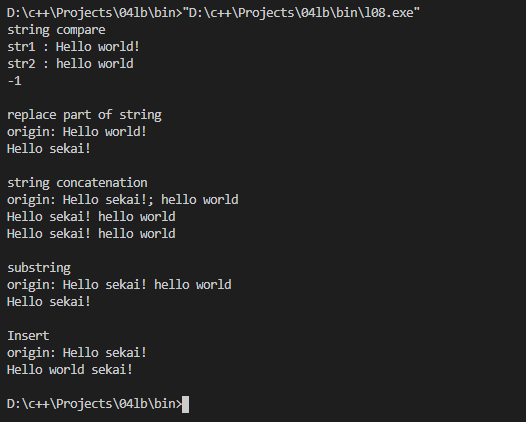 D:\c++\Projects\04lb\bin>"D:\c++\Projects\04lb\bin\l08.exe"
string compare
str1 : Hello world!
str2 : hello world
-1
replace part of string
origin: Hello world!
Hello sekai!
string concatenation
origin: Hello sekai!; hello world
Hello sekai! hello world
Hello sekai! hello world
substring
origin: Hello sekai! hello world
Hello sekai!
Insert
origin: Hello sekai!
Hello world sekai!
D:\c++\Projects\04lb\bin>